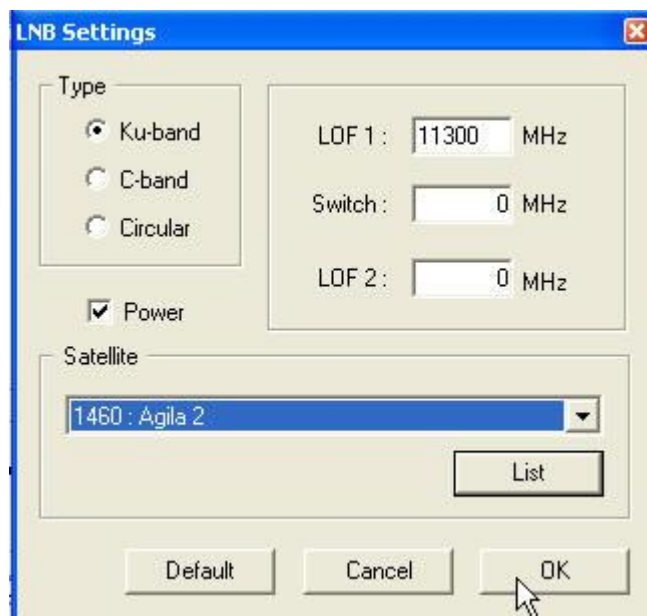 LNB Settings
Type
Ku-band
C-band
Circular
Power
LOF 1 : 11300 MHz
Switch : 0 MHz
LOF 2 : 0 MHz
Satellite
1460 : Agila 2
List
Default Cancel OK